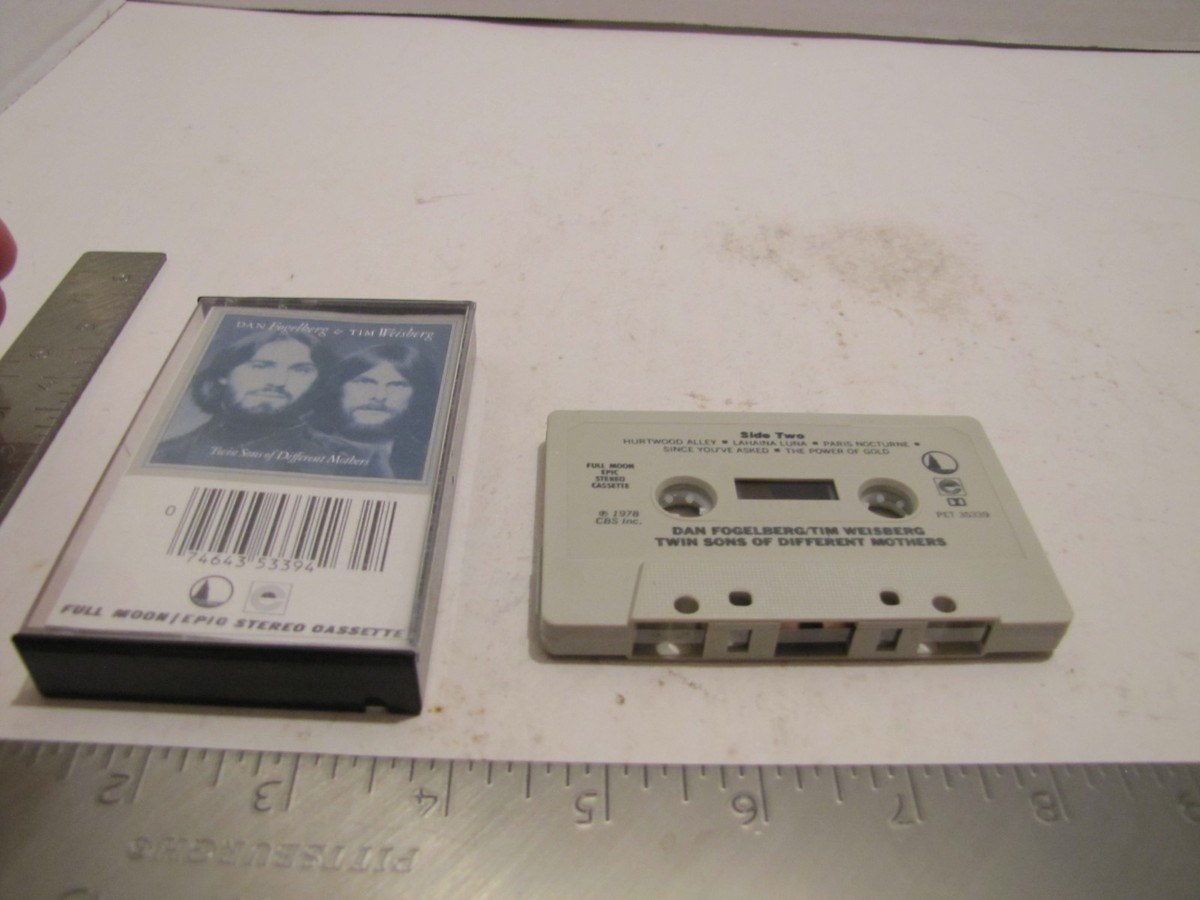 DAN Fogelberg & TIM Weisberg
Twin Sons of Different Mothers
0
74643 53394
FULL MOON/EPIC STEREO CASSETTE
Side Two
HURTWOOD ALLEY ■ LAHAINA LUNA ■ PARIS NOCTURNE ■
SINCE YOU'VE ASKED ■ THE POWER OF GOLD
FULL MOON
EPIC
STEREO
CASSETTE
℗ 1978
CBS Inc.
PET 35339
DAN FOGELBERG/TIM WEISBERG
TWIN SONS OF DIFFERENT MOTHERS
2 3 4 5 6 7 8 9
PITTSBURGH